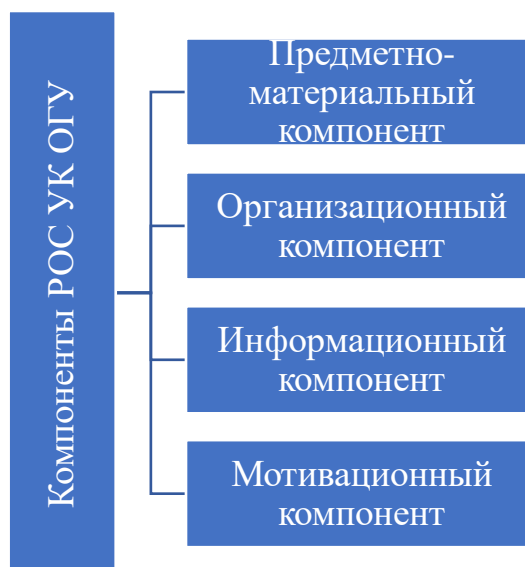 Компоненты РОС УК ОГУ
Предметно-
материальный
компонент
Организационный
компонент
Информационный
компонент
Мотивационный
компонент